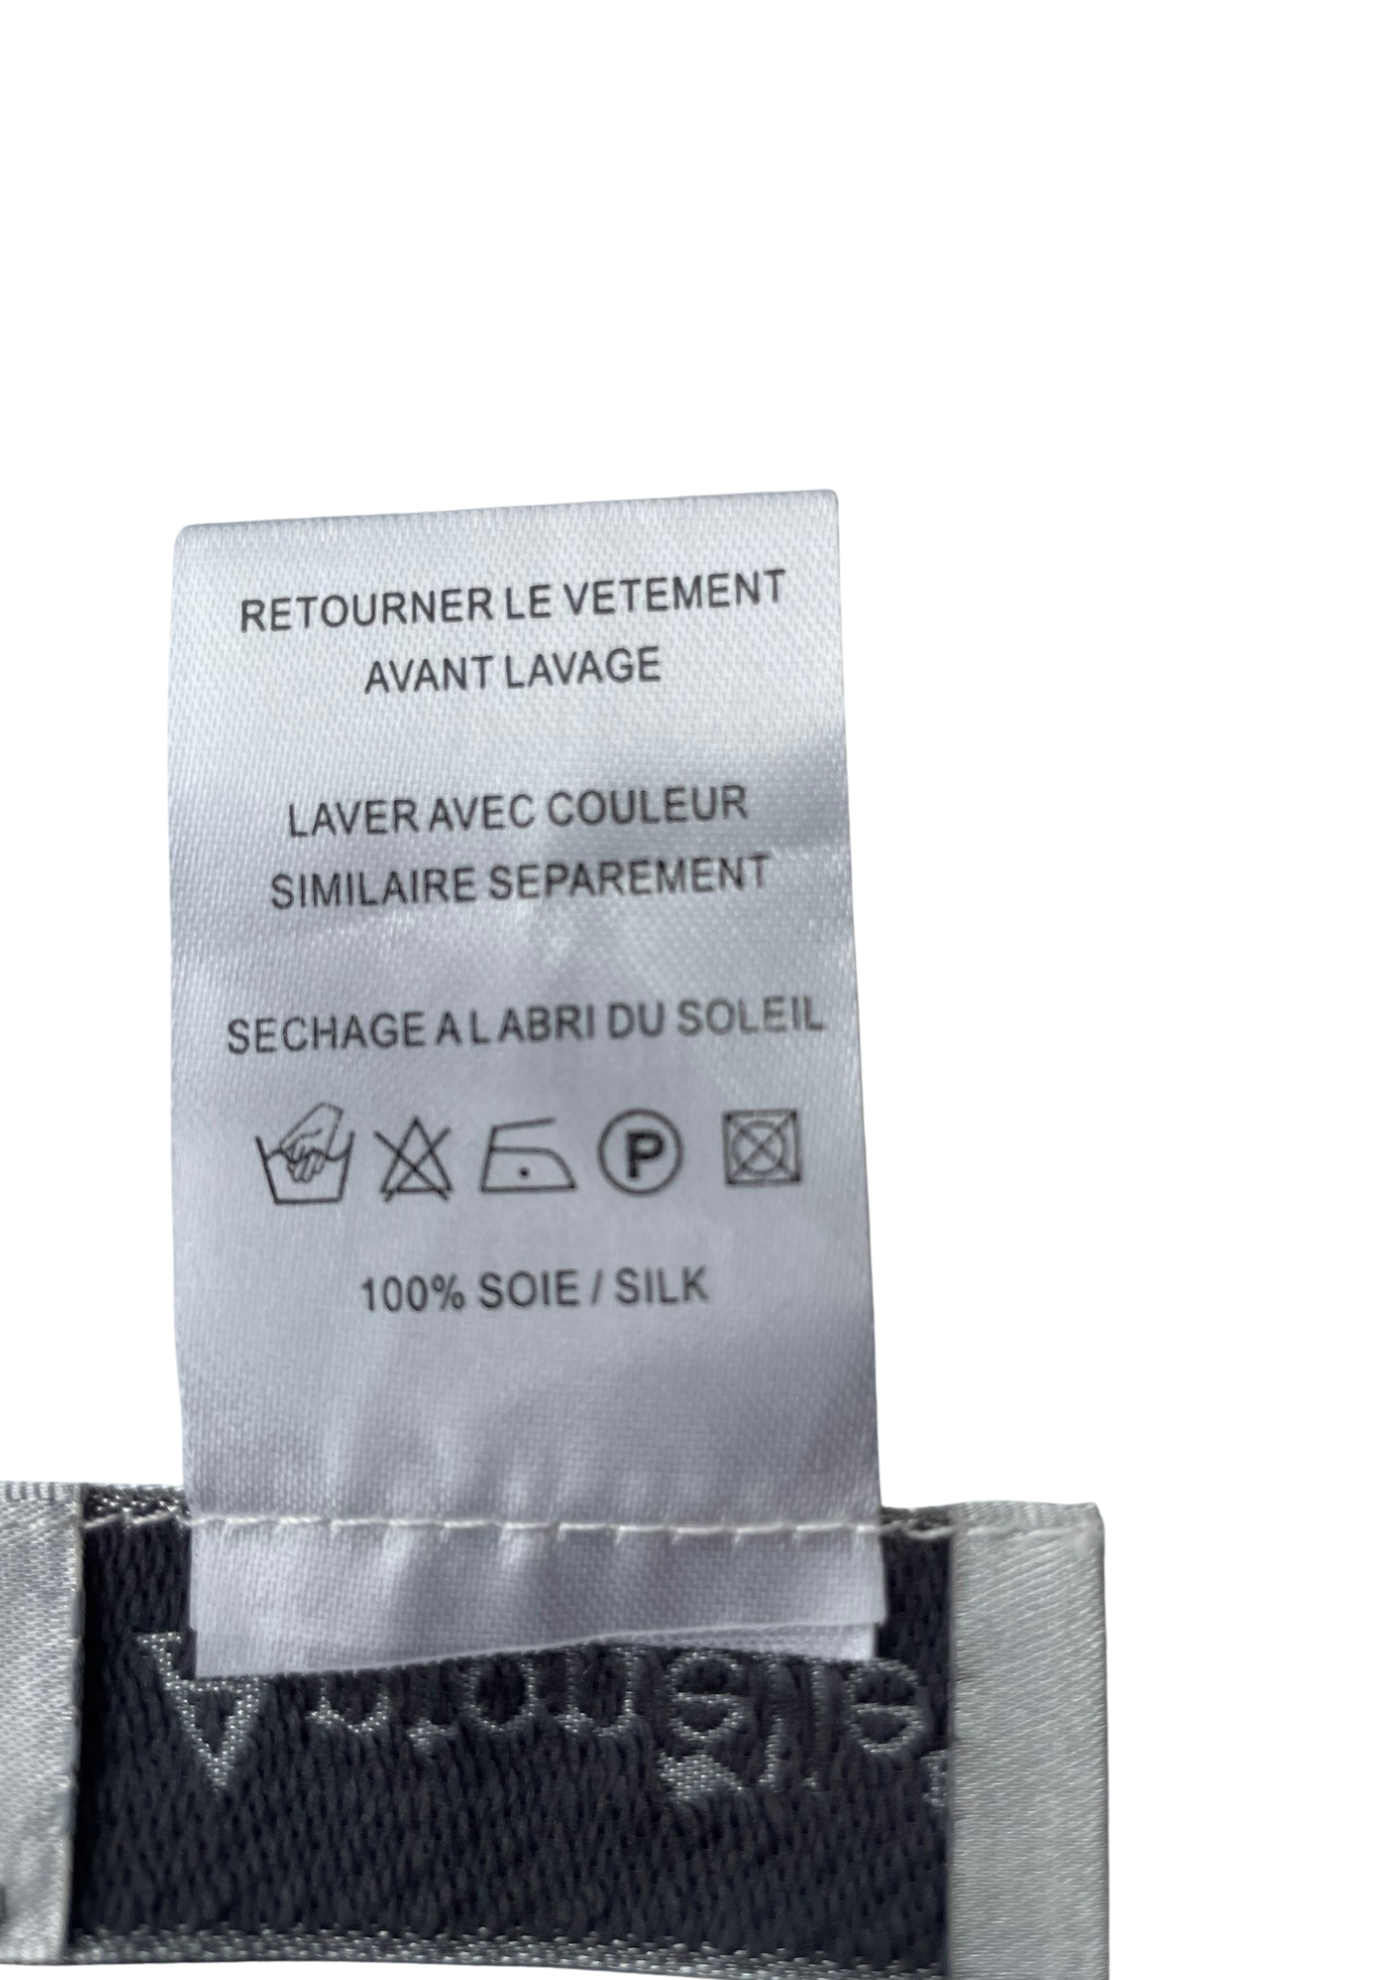 RETOURNER LE VETEMENT
AVANT LAVAGE
LAVER AVEC COULEUR
SIMILAIRE SEPAREMENT
SECHAGE A L ABRI DU SOLEIL
P
100% SOIE / SILK